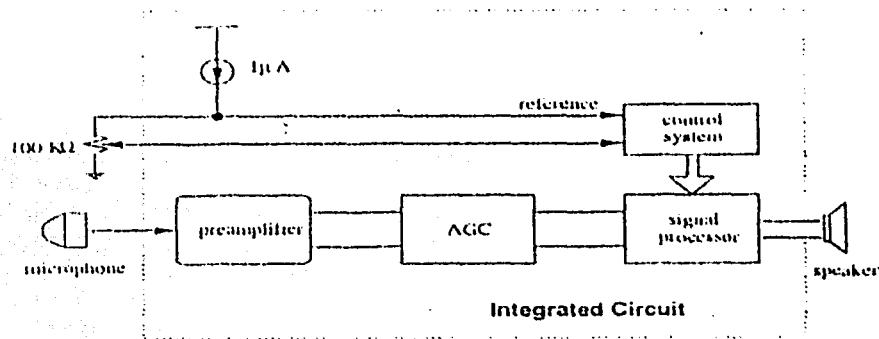 1μA
reference
control
system
100 KΩ
preamplifier
AGC
signal
processor
microphone
speaker
Integrated Circuit